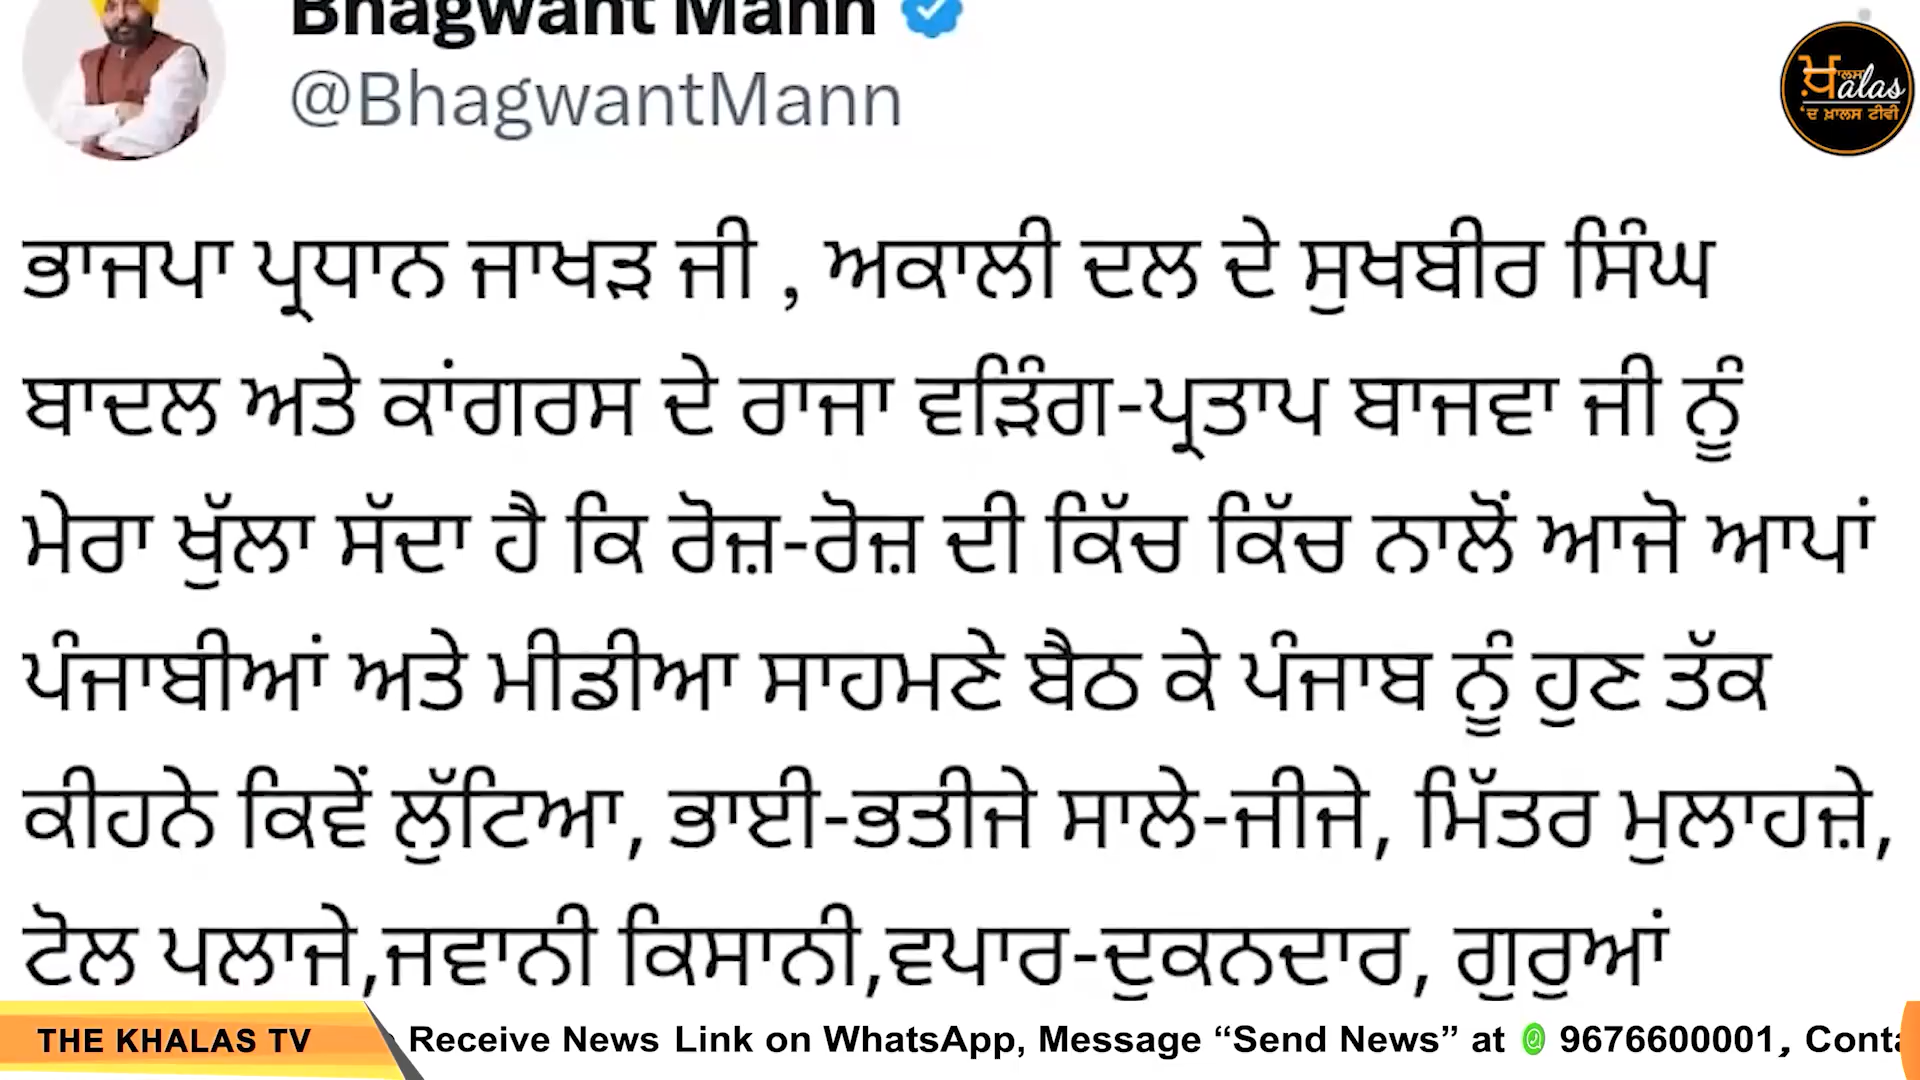 Bhagwant Mann
@BhagwantMann
ਖ਼ਾਲਸ
alas
'ਦ ਖ਼ਾਲਸ ਟੀਵੀ
ਭਾਜਪਾ ਪ੍ਰਧਾਨ ਜਾਖੜ ਜੀ , ਅਕਾਲੀ ਦਲ ਦੇ ਸੁਖਬੀਰ ਸਿੰਘ
ਬਾਦਲ ਅਤੇ ਕਾਂਗਰਸ ਦੇ ਰਾਜਾ ਵੜਿੰਗ-ਪ੍ਰਤਾਪ ਬਾਜਵਾ ਜੀ ਨੂੰ
ਮੇਰਾ ਖੁੱਲਾ ਸੱਦਾ ਹੈ ਕਿ ਰੋਜ਼-ਰੋਜ਼ ਦੀ ਕਿੱਚ ਕਿੱਚ ਨਾਲੋਂ ਆਜੋ ਆਪਾਂ
ਪੰਜਾਬੀਆਂ ਅਤੇ ਮੀਡੀਆ ਸਾਹਮਣੇ ਬੈਠ ਕੇ ਪੰਜਾਬ ਨੂੰ ਹੁਣ ਤੱਕ
ਕੀਹਨੇ ਕਿਵੇਂ ਲੁੱਟਿਆ, ਭਾਈ-ਭਤੀਜੇ ਸਾਲੇ-ਜੀਜੇ, ਮਿੱਤਰ ਮੁਲਾਹਜ਼ੇ,
ਟੋਲ ਪਲਾਜੇ,ਜਵਾਨੀ ਕਿਸਾਨੀ,ਵਪਾਰ-ਦੁਕਨਦਾਰ, ਗੁਰੂਆਂ
THE KHALAS TV
Receive News Link on WhatsApp, Message “Send News” at 9676600001, Conta